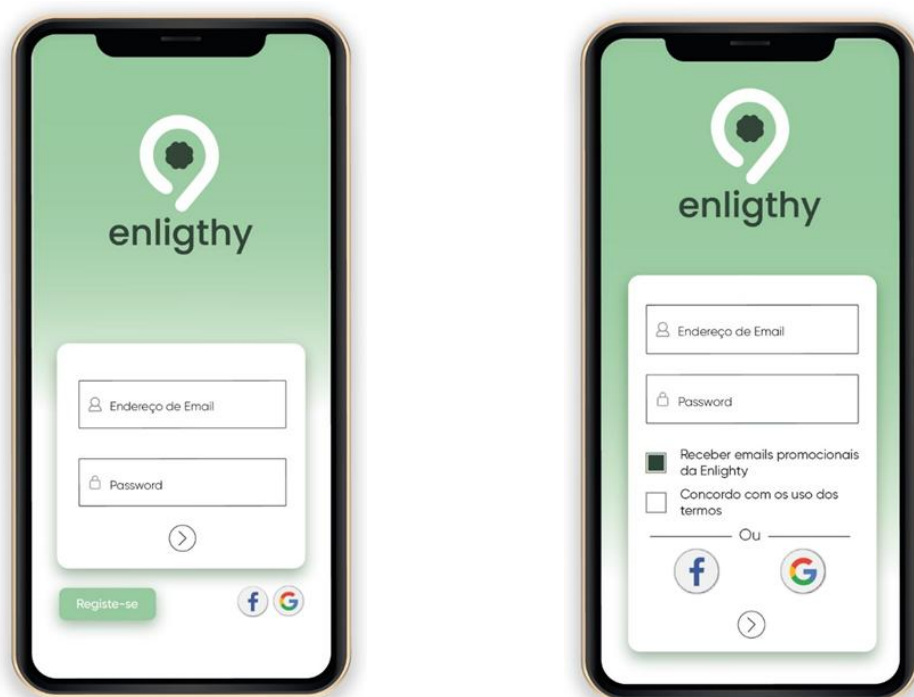 enligthy
Endereço de Email
Password
Registe-se
enligthy
Endereço de Email
Password
Receber emails promocionais
da Enlighty
Concordo com os uso dos
termos
Ou